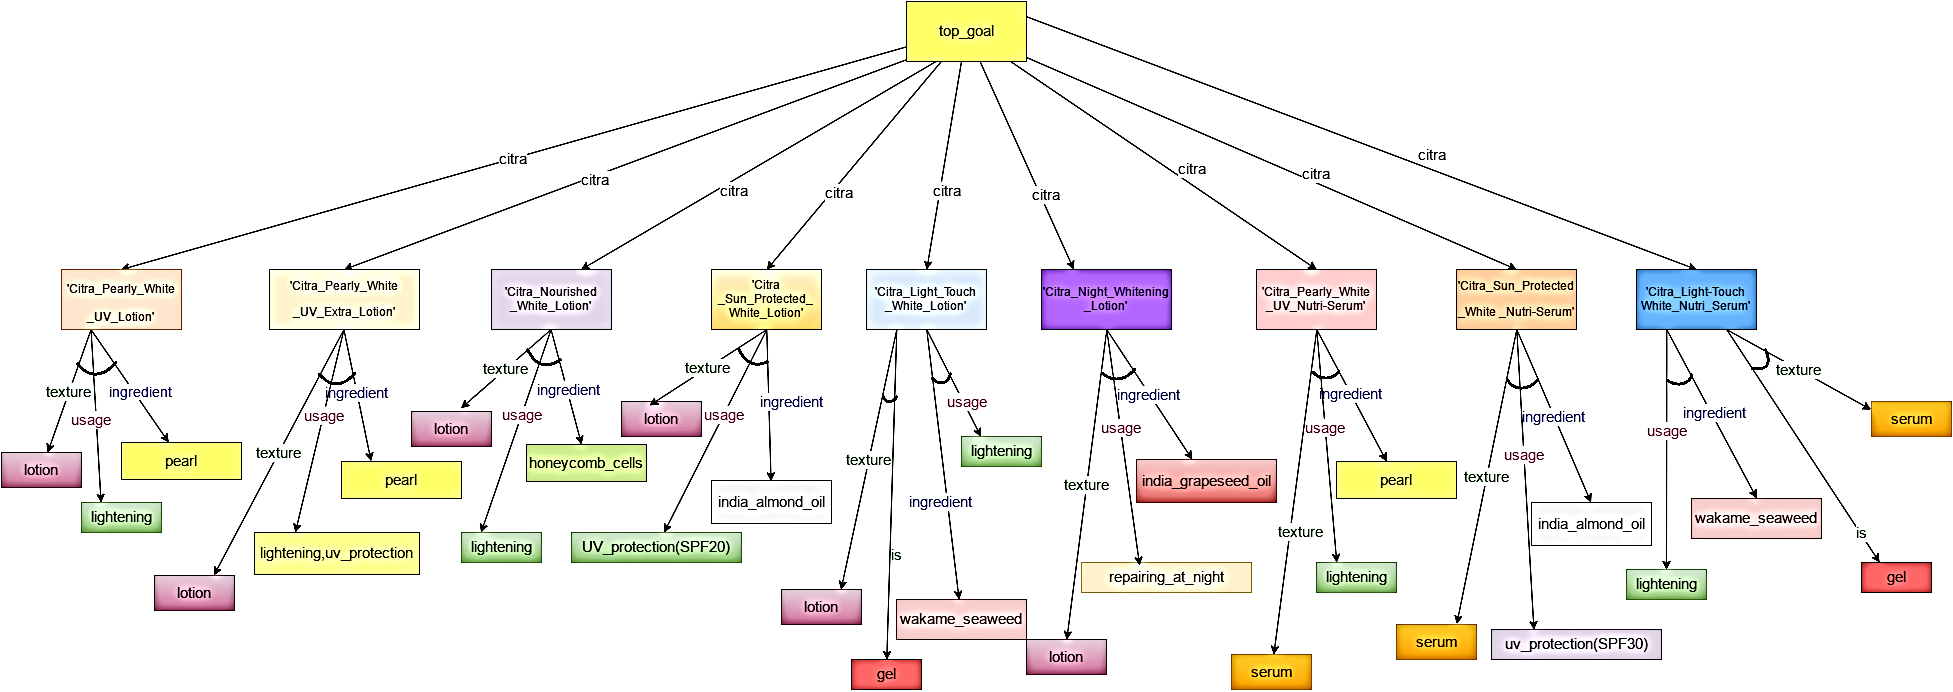 top_goal
citra
citra
citra
citra
citra
citra
citra
citra
citra
'Citra_Pearly_White
_UV_Lotion'
'Citra_Pearly_White
_UV_Extra_Lotion'
'Citra_Nourished
_White_Lotion'
'Citra
_Sun_Protected_
White_Lotion'
'Citra_Light_Touch
_White_Lotion'
'Citra_Night_Whitening
_Lotion'
'Citra_Pearly_White
_UV_Nutri-Serum'
'Citra_Sun_Protected
_White _Nutri-Serum'
'Citra_Light-Touch
White_Nutri_Serum'
texture
usage
ingredient
lotion
lightening
pearl
texture
usage
ingredient
lotion
lightening,uv_protection
pearl
texture
usage
ingredient
lotion
lightening
honeycomb_cells
texture
usage
ingredient
lotion
UV_protection(SPF20)
india_almond_oil
texture
is
ingredient
usage
lotion
gel
wakame_seaweed
lightening
texture
usage
ingredient
lotion
repairing_at_night
india_grapeseed_oil
texture
usage
ingredient
serum
lightening
pearl
texture
usage
ingredient
serum
uv_protection(SPF30)
india_almond_oil
usage
ingredient
is
texture
lightening
wakame_seaweed
gel
serum